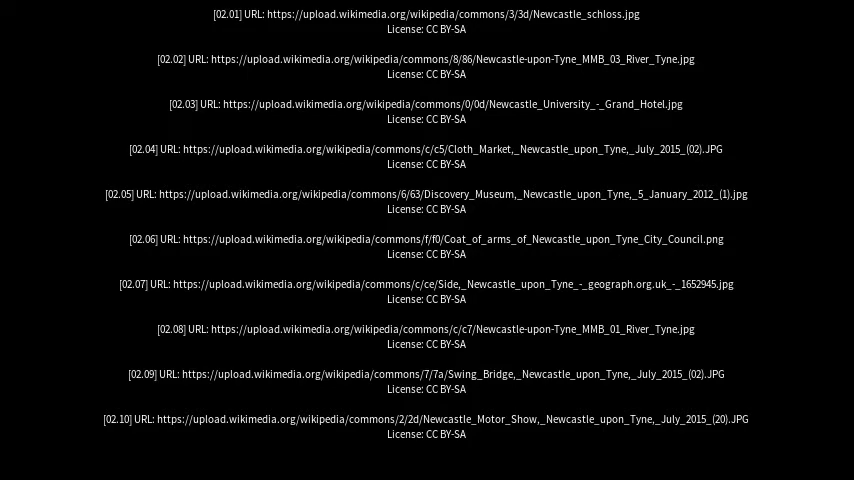 [02.01] URL: https://upload.wikimedia.org/wikipedia/commons/3/3d/Newcastle_schloss.jpg
License: CC BY-SA
[02.02] URL: https://upload.wikimedia.org/wikipedia/commons/8/86/Newcastle-upon-Tyne_MMB_03_River_Tyne.jpg
License: CC BY-SA
[02.03] URL: https://upload.wikimedia.org/wikipedia/commons/0/0d/Newcastle_University_-_Grand_Hotel.jpg
License: CC BY-SA
[02.04] URL: https://upload.wikimedia.org/wikipedia/commons/c/c5/Cloth_Market,_Newcastle_upon_Tyne,_July_2015_(02).JPG
License: CC BY-SA
[02.05] URL: https://upload.wikimedia.org/wikipedia/commons/6/63/Discovery_Museum,_Newcastle_upon_Tyne,_5_January_2012_(1).jpg
License: CC BY-SA
[02.06] URL: https://upload.wikimedia.org/wikipedia/commons/f/f0/Coat_of_arms_of_Newcastle_upon_Tyne_City_Council.png
License: CC BY-SA
[02.07] URL: https://upload.wikimedia.org/wikipedia/commons/c/ce/Side,_Newcastle_upon_Tyne_-_geograph.org.uk_-_1652945.jpg
License: CC BY-SA
[02.08] URL: https://upload.wikimedia.org/wikipedia/commons/c/c7/Newcastle-upon-Tyne_MMB_01_River_Tyne.jpg
License: CC BY-SA
[02.09] URL: https://upload.wikimedia.org/wikipedia/commons/7/7a/Swing_Bridge,_Newcastle_upon_Tyne,_July_2015_(02).JPG
License: CC BY-SA
[02.10] URL: https://upload.wikimedia.org/wikipedia/commons/2/2d/Newcastle_Motor_Show,_Newcastle_upon_Tyne,_July_2015_(20).JPG
License: CC BY-SA